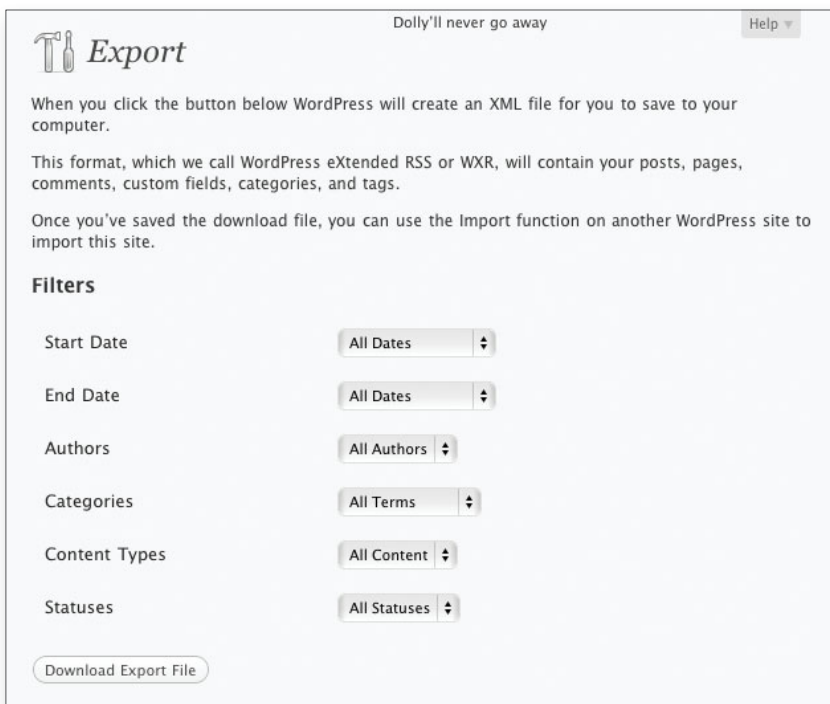 Dolly'll never go away
Help
Export
When you click the button below WordPress will create an XML file for you to save to your
computer.
This format, which we call WordPress eXtended RSS or WXR, will contain your posts, pages,
comments, custom fields, categories, and tags.
Once you've saved the download file, you can use the Import function on another WordPress site to
import this site.
Filters
Start Date All Dates
End Date All Dates
Authors All Authors
Categories All Terms
Content Types All Content
Statuses All Statuses
Download Export File